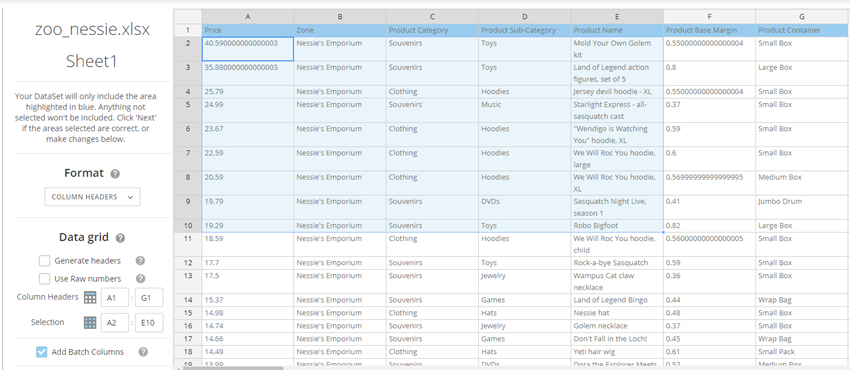 zoo_nessie.xlsx
Sheet1
Your DataSet will only include the area
highlighted in blue. Anything not
selected won't be included. Click 'Next'
if the areas selected are correct, or
make changes below.
Format ?
COLUMN HEADERS
Data grid ?
Generate headers ?
Use Raw numbers ?
Column Headers A1 : G1
Selection A2 : E10
Add Batch Columns ?
A B C D E F G
1 Price Zone Product Category Product Sub-Category Product Name Product Base Margin Product Container
2 40.590000000000003 Nessie's Emporium Souvenirs Toys Mold Your Own Golem kit 0.55000000000000004 Small Box
3 35.880000000000003 Nessie's Emporium Souvenirs Toys Land of Legend action figures, set of 5 0.8 Large Box
4 25.79 Nessie's Emporium Clothing Hoodies Jersey devil hoodie - XL 0.55000000000000004 Small Box
5 24.99 Nessie's Emporium Souvenirs Music Starlight Express - all-sasquatch cast 0.37 Small Box
6 23.67 Nessie's Emporium Clothing Hoodies "Wendigo is Watching You" hoodie, XL 0.59 Small Box
7 22.59 Nessie's Emporium Clothing Hoodies We Will Roc You hoodie, large 0.6 Small Box
8 20.59 Nessie's Emporium Clothing Hoodies We Will Roc You hoodie, XL 0.56999999999999995 Medium Box
9 19.79 Nessie's Emporium Souvenirs DVDs Sasquatch Night Live, season 1 0.41 Jumbo Drum
10 19.29 Nessie's Emporium Souvenirs Toys Robo Bigfoot 0.82 Large Box
11 18.59 Nessie's Emporium Clothing Hoodies We Will Roc You hoodie, child 0.56000000000000005 Small Box
12 17.7 Nessie's Emporium Souvenirs Toys Rock-a-bye Sasquatch 0.59 Small Box
13 17.5 Nessie's Emporium Souvenirs Jewelry Wampus Cat claw necklace 0.36 Small Box
14 15.37 Nessie's Emporium Souvenirs Games Land of Legend Bingo 0.44 Wrap Bag
15 14.98 Nessie's Emporium Clothing Hats Nessie hat 0.48 Small Box
16 14.74 Nessie's Emporium Souvenirs Jewelry Golem necklace 0.37 Small Box
17 14.66 Nessie's Emporium Souvenirs Games Don't Fall in the Loch! 0.45 Wrap Bag
18 14.49 Nessie's Emporium Clothing Hats Yeti hair wig 0.61 Small Pack
19 13.99 Nessie's Emporium Souvenirs DVDs Dora the Explorer Meets 0.52 Medium Box